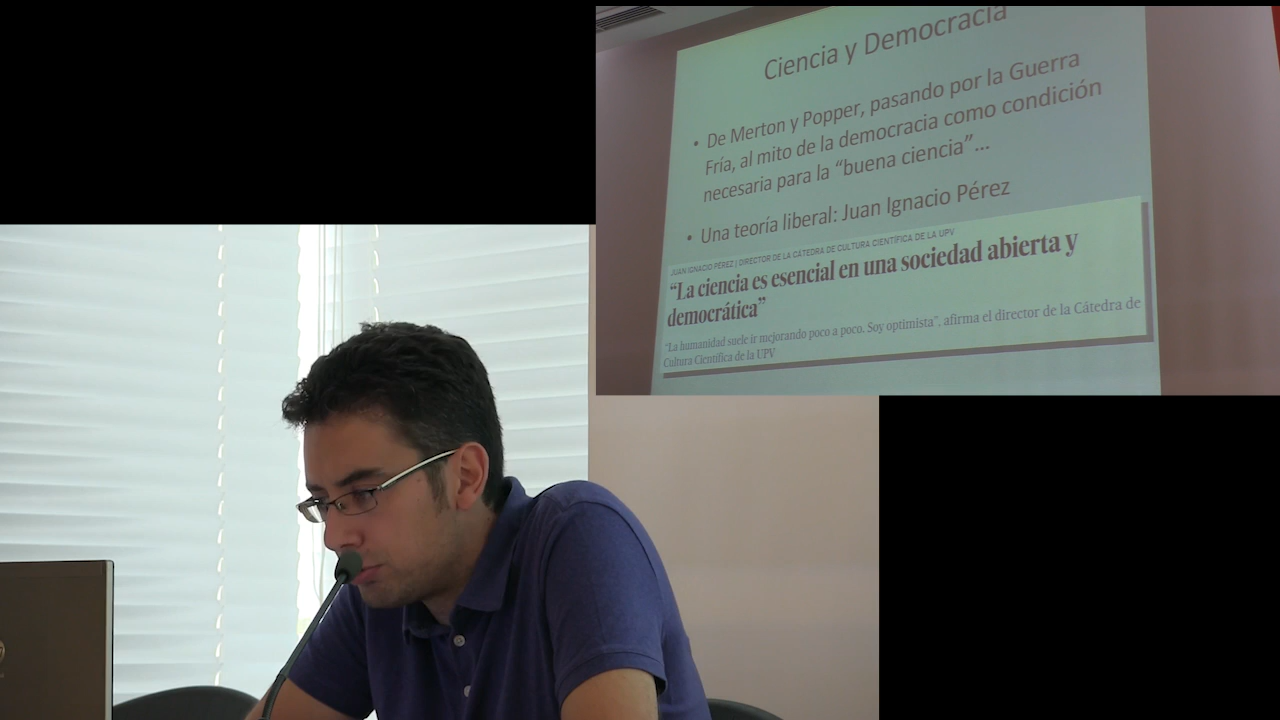 Ciencia y Democracia
• De Merton y Popper, pasando por la Guerra
Fría, al mito de la democracia como condición
necesaria para la “buena ciencia”...
• Una teoría liberal: Juan Ignacio Pérez
JUAN IGNACIO PÉREZ | DIRECTOR DE LA CÁTEDRA DE CULTURA CIENTÍFICA DE LA UPV
“La ciencia es esencial en una sociedad abierta y
democrática”
“La humanidad suele ir mejorando poco a poco. Soy optimista”, afirma el director de la Cátedra de
Cultura Científica de la UPV